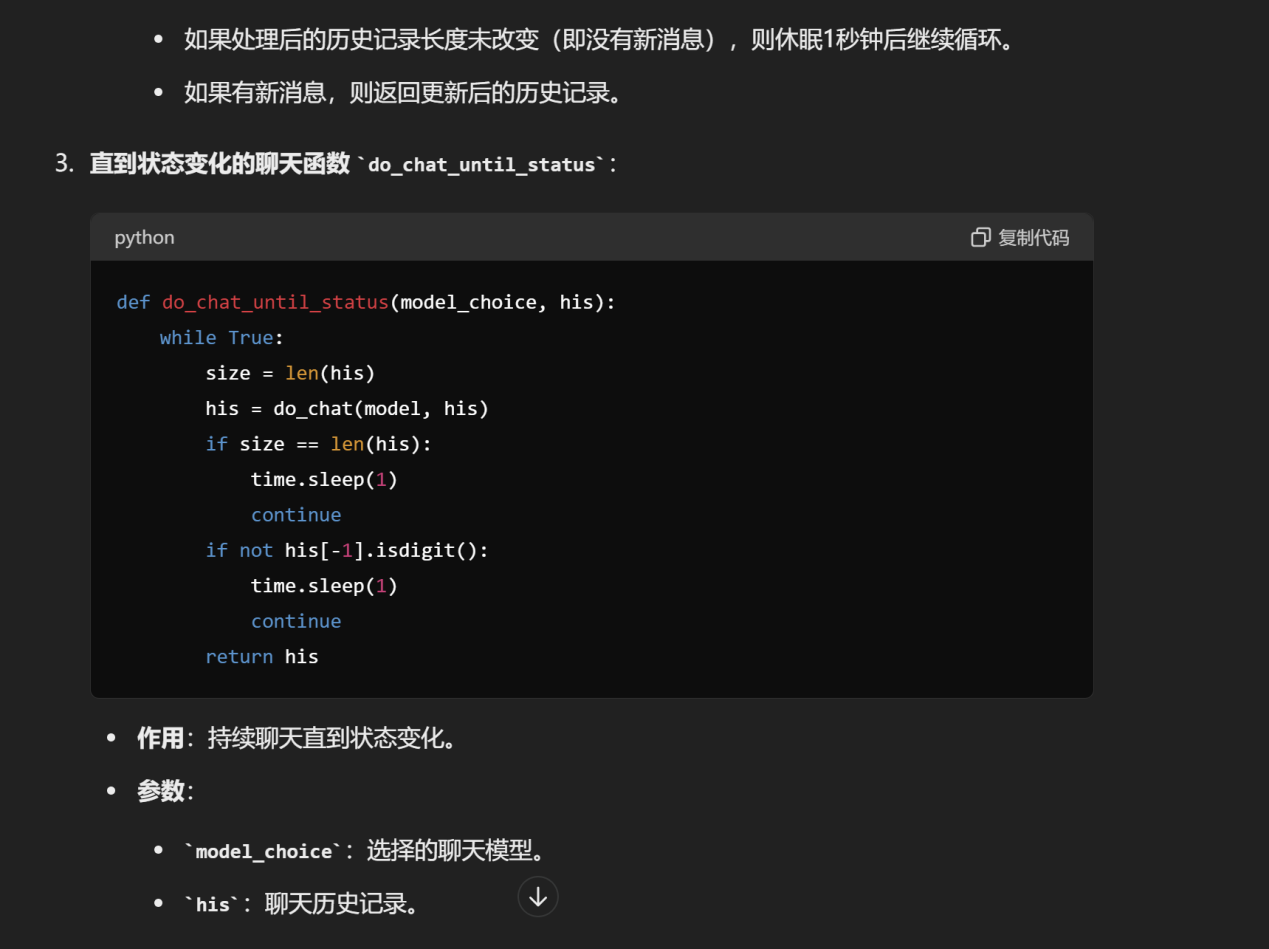 • 如果处理后的历史记录长度未改变（即没有新消息），则休眠1秒钟后继续循环。
• 如果有新消息，则返回更新后的历史记录。
3. 直到状态变化的聊天函数 `do_chat_until_status`：
python 复制代码
def do_chat_until_status(model_choice, his):
    while True:
        size = len(his)
        his = do_chat(model, his)
        if size == len(his):
            time.sleep(1)
            continue
        if not his[-1].isdigit():
            time.sleep(1)
            continue
        return his
• 作用：持续聊天直到状态变化。
• 参数：
• `model_choice`：选择的聊天模型。
• `his`：聊天历史记录。